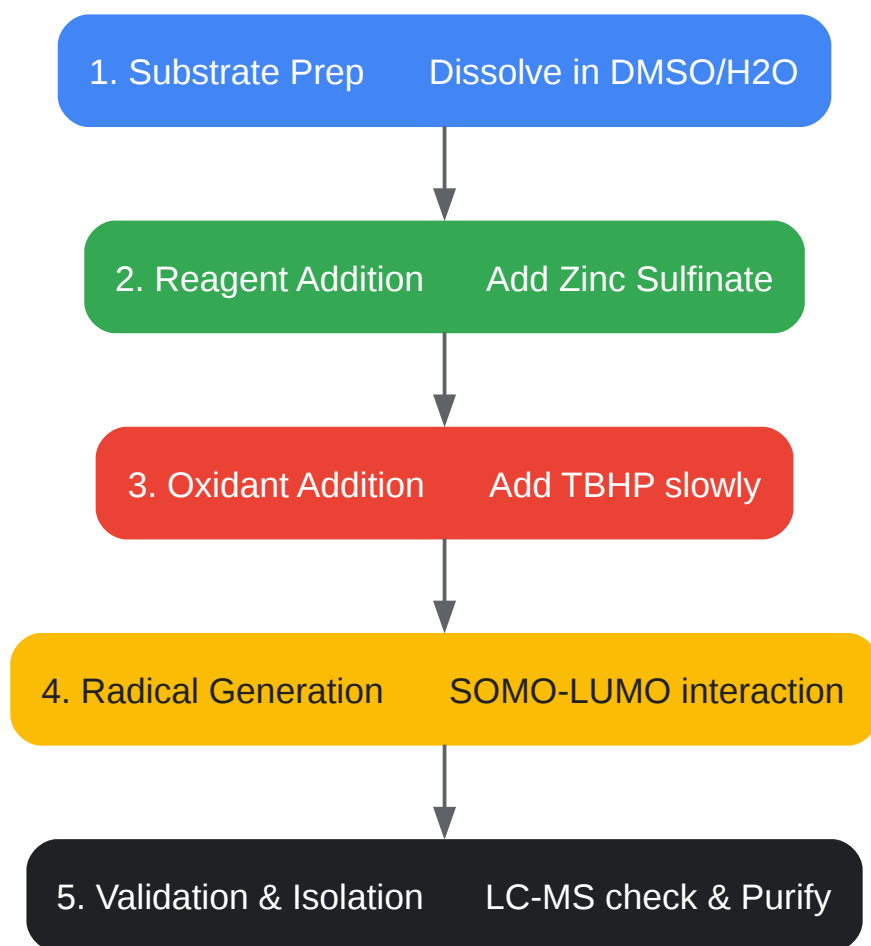 1. Substrate Prep Dissolve in DMSO/H2O
2. Reagent Addition Add Zinc Sulfinate
3. Oxidant Addition Add TBHP slowly
4. Radical Generation SOMO-LUMO interaction
5. Validation & Isolation LC-MS check & Purify